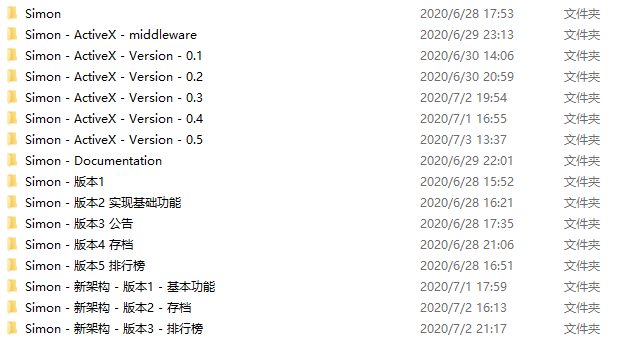 Simon 2020/6/28 17:53 文件夹
Simon - ActiveX - middleware 2020/6/29 23:13 文件夹
Simon - ActiveX - Version - 0.1 2020/6/30 14:06 文件夹
Simon - ActiveX - Version - 0.2 2020/6/30 20:59 文件夹
Simon - ActiveX - Version - 0.3 2020/7/2 19:54 文件夹
Simon - ActiveX - Version - 0.4 2020/7/1 16:55 文件夹
Simon - ActiveX - Version - 0.5 2020/7/3 13:37 文件夹
Simon - Documentation 2020/6/29 22:01 文件夹
Simon - 版本1 2020/6/28 15:52 文件夹
Simon - 版本2 实现基础功能 2020/6/28 16:21 文件夹
Simon - 版本3 公告 2020/6/28 17:35 文件夹
Simon - 版本4 存档 2020/6/28 21:06 文件夹
Simon - 版本5 排行榜 2020/6/28 16:51 文件夹
Simon - 新架构 - 版本1 - 基本功能 2020/7/1 17:59 文件夹
Simon - 新架构 - 版本2 - 存档 2020/7/2 16:13 文件夹
Simon - 新架构 - 版本3 - 排行榜 2020/7/2 21:17 文件夹